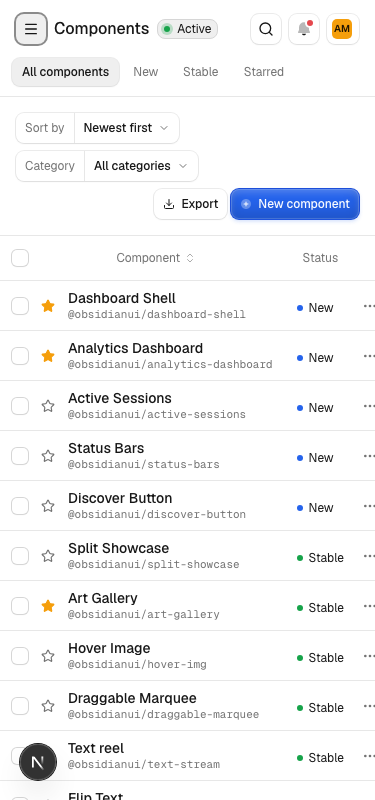 Components Active AM
All components New Stable Starred
Sort by Newest first
Category All categories
Export New component
Component Status
Dashboard Shell
@obsidianui/dashboard-shell
New
Analytics Dashboard
@obsidianui/analytics-dashboard
New
Active Sessions
@obsidianui/active-sessions
New
Status Bars
@obsidianui/status-bars
New
Discover Button
@obsidianui/discover-button
New
Split Showcase
@obsidianui/split-showcase
Stable
Art Gallery
@obsidianui/art-gallery
Stable
Hover Image
@obsidianui/hover-img
Stable
Draggable Marquee
@obsidianui/draggable-marquee
Stable
Text reel
@obsidianui/text-stream
Stable
N
Flip Text